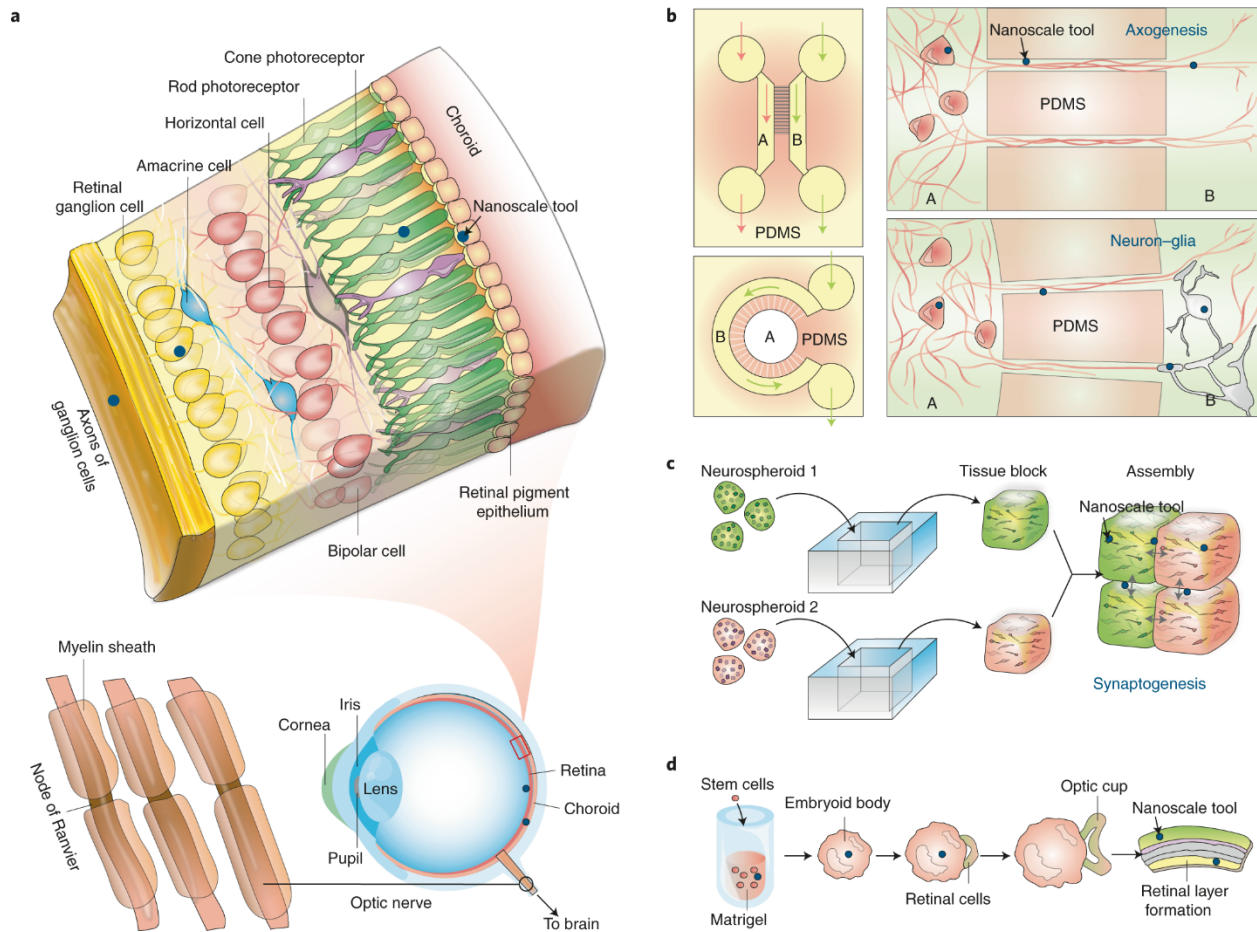 a
Cone photoreceptor
Rod photoreceptor
Horizontal cell
Amacrine cell
Retinal
ganglion cell
Choroid
Nanoscale tool
Axons of
ganglion cells
Retinal pigment
epithelium
Bipolar cell
Myelin sheath
Node of Ranvier
Iris
Cornea
Lens
Pupil
Retina
Choroid
Optic nerve
To brain
b
A
B
PDMS
B
A
PDMS
Nanoscale tool
Axogenesis
PDMS
A
B
Neuron–glia
PDMS
A
B
c
Neurospheroid 1
Tissue block
Assembly
Nanoscale tool
Neurospheroid 2
Synaptogenesis
d
Stem cells
Matrigel
Embryoid body
Retinal cells
Optic cup
Nanoscale tool
Retinal layer
formation